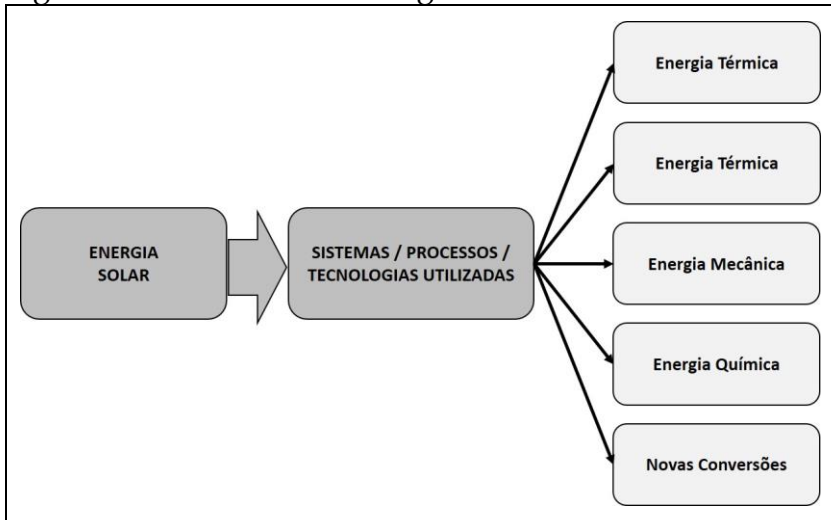 ENERGIA
SOLAR
SISTEMAS / PROCESSOS /
TECNOLOGIAS UTILIZADAS
Energia Térmica
Energia Térmica
Energia Mecânica
Energia Química
Novas Conversões